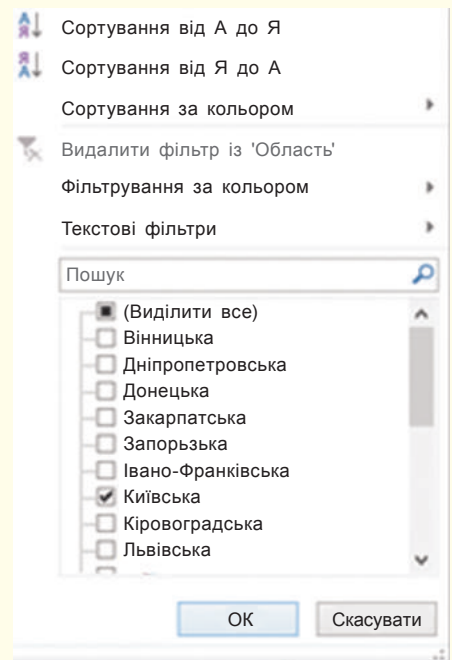 Сортування від А до Я
Сортування від Я до А
Сортування за кольором
Видалити фільтр із 'Область'
Фільтрування за кольором
Текстові фільтри
Пошук
(Виділити все)
Вінницька
Дніпропетровська
Донецька
Закарпатська
Запорьзька
Івано-Франківська
Київська
Кіровоградська
Львівська
ОК
Скасувати